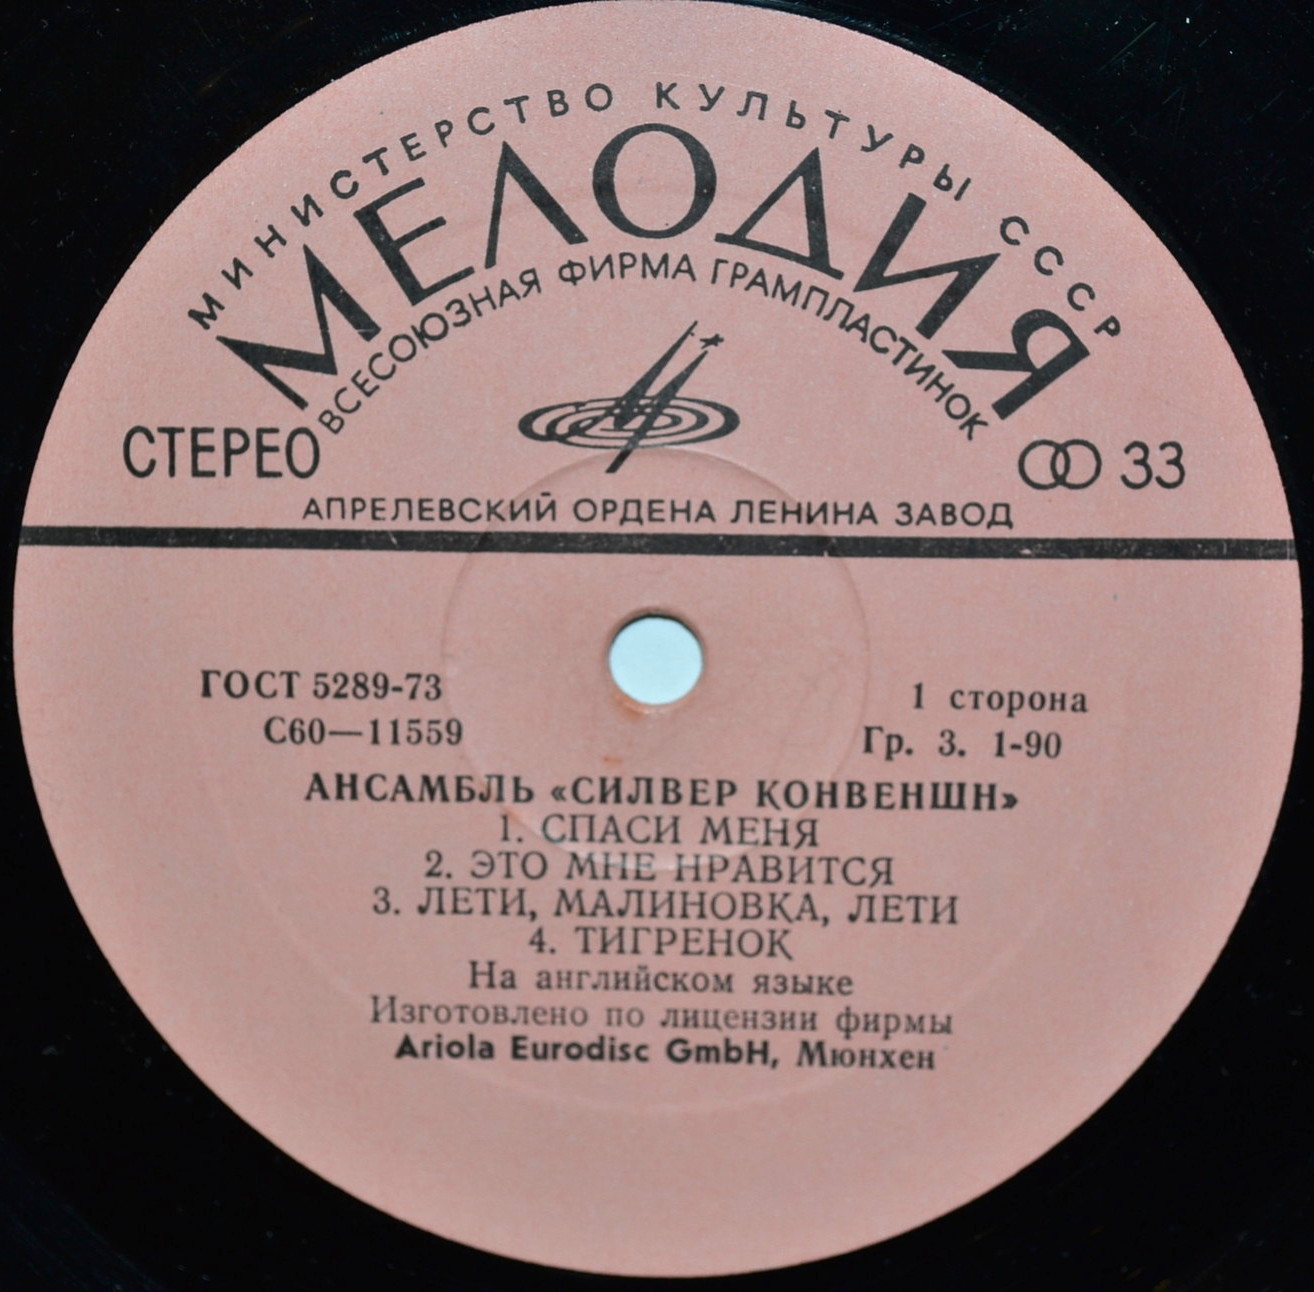 МИНИСТЕРСТВО КУЛЬТУРЫ СССР
МЕЛОДИЯ
ВСЕСОЮЗНАЯ ФИРМА ГРАМПЛАСТИНОК
СТЕРЕО
33
АПРЕЛЕВСКИЙ ОРДЕНА ЛЕНИНА ЗАВОД
ГОСТ 5289-73
1 сторона
С60—11559
Гр. 3. 1-90
АНСАМБЛЬ «СИЛВЕР КОНВЕНШН»
1. СПАСИ МЕНЯ
2. ЭТО МНЕ НРАВИТСЯ
3. ЛЕТИ, МАЛИНОВКА, ЛЕТИ
4. ТИГРЕНОК
На английском языке
Изготовлено по лицензии фирмы
Ariola Eurodisc GmbH, Мюнхен